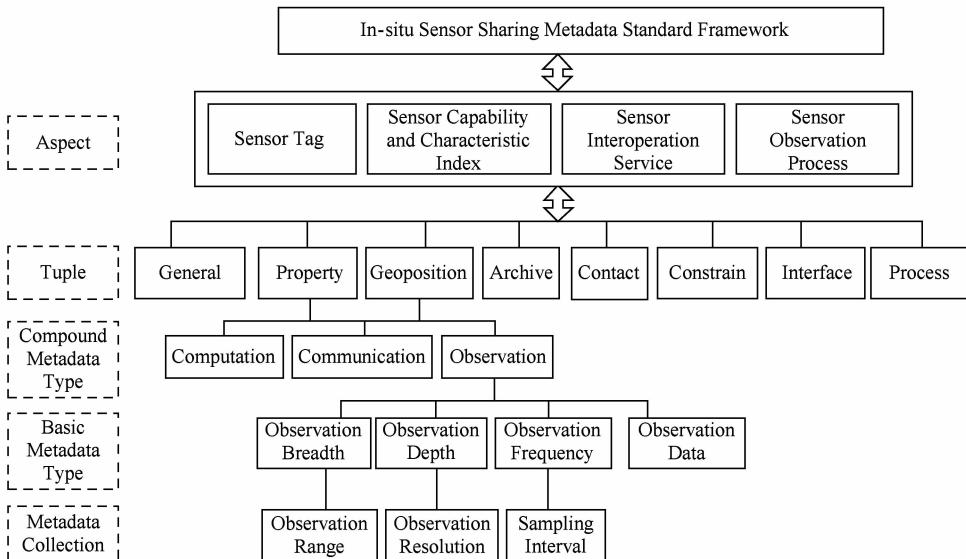 In-situ Sensor Sharing Metadata Standard Framework
Aspect
Sensor Tag
Sensor Capability
and Characteristic
Index
Sensor
Interoperation
Service
Sensor
Observation
Process
Tuple
General
Property
Geoposition
Archive
Contact
Constrain
Interface
Process
Compound
Metadata
Type
Computation
Communication
Observation
Basic
Metadata
Type
Observation
Breadth
Observation
Depth
Observation
Frequency
Observation
Data
Metadata
Collection
Observation
Range
Observation
Resolution
Sampling
Interval